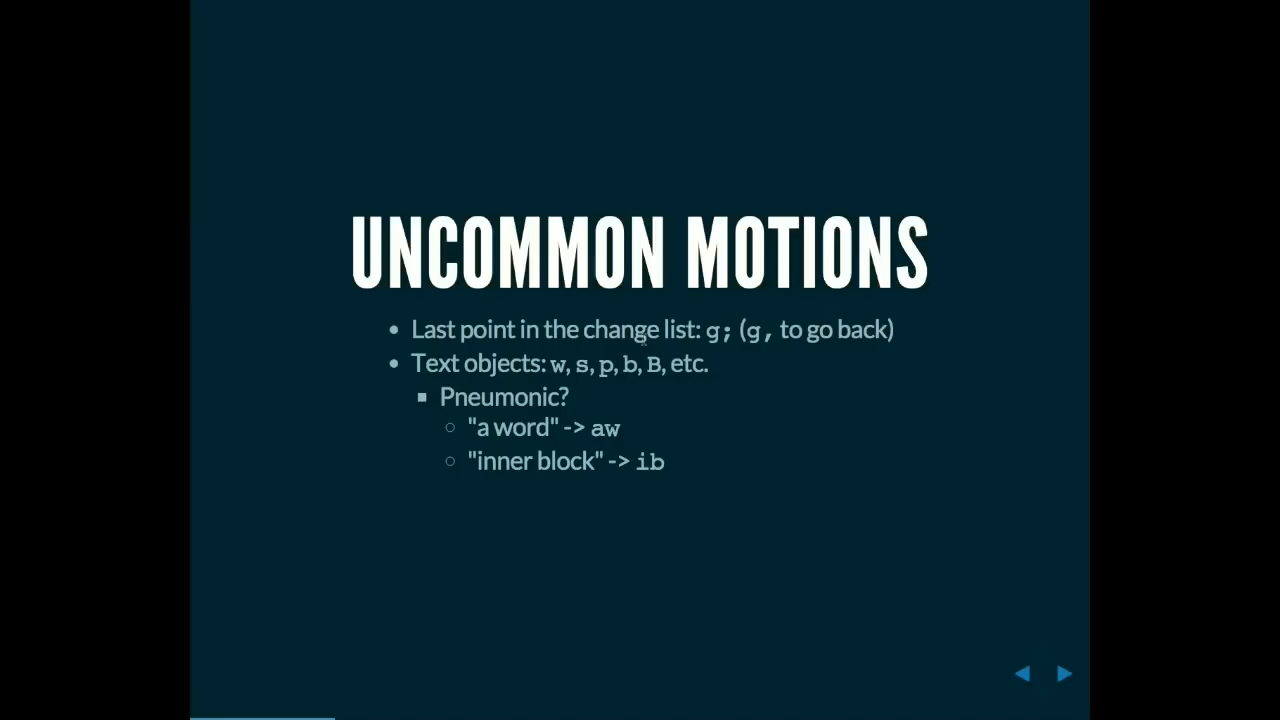 UNCOMMON MOTIONS
Last point in the change list: g; (g, to go back)
Text objects: w, s, p, b, B, etc.
Pneumonic?
"a word" -> aw
"inner block" -> ib